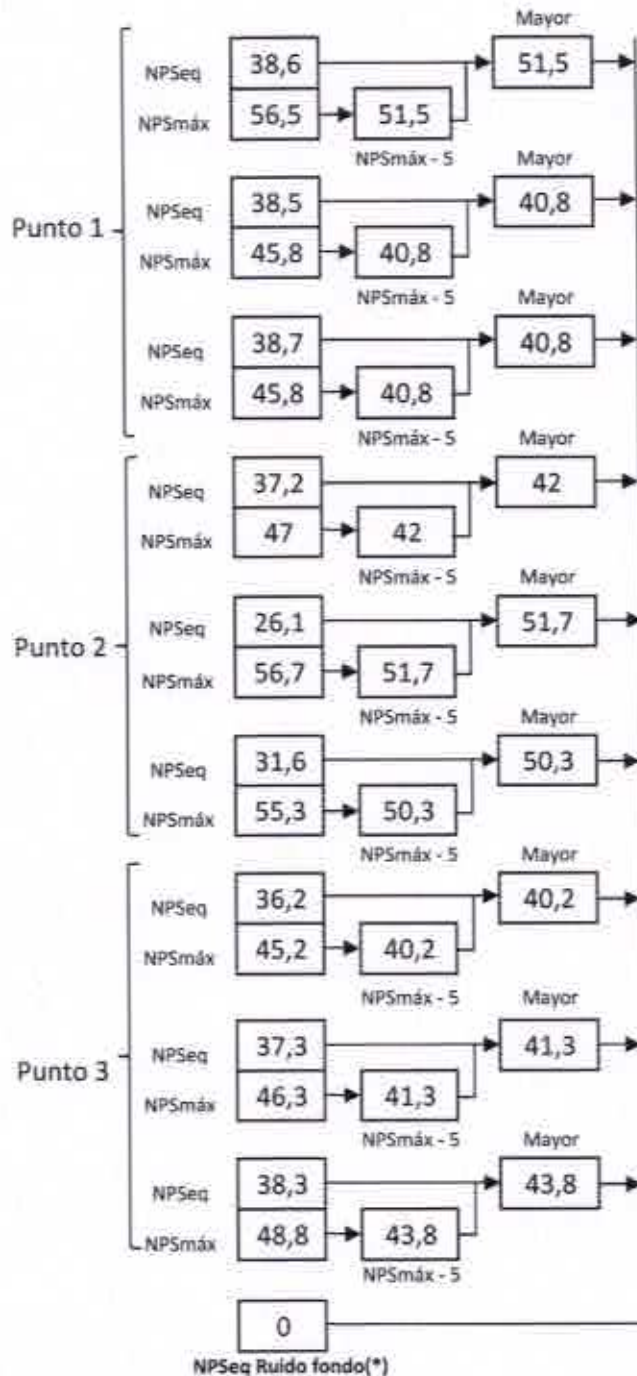 Mayor
NPSeq 38,6 51,5
NPSmáx 56,5 51,5
NPSmáx - 5
Mayor
NPSeq 38,5 40,8
Punto 1
NPSmáx 45,8 40,8
NPSmáx - 5
Mayor
NPSeq 38,7 40,8
NPSmáx 45,8 40,8
NPSmáx - 5
Mayor
NPSeq 37,2 42
NPSmáx 47 42
NPSmáx - 5
Mayor
NPSeq 26,1 51,7
Punto 2
NPSmáx 56,7 51,7
NPSmáx - 5
Mayor
NPSeq 31,6 50,3
NPSmáx 55,3 50,3
NPSmáx - 5
Mayor
NPSeq 36,2 40,2
NPSmáx 45,2 40,2
NPSmáx - 5
Mayor
NPSeq 37,3 41,3
Punto 3
NPSmáx 46,3 41,3
NPSmáx - 5
Mayor
NPSeq 38,3 43,8
NPSmáx 48,8 43,8
NPSmáx - 5
0
NPSeq Ruido fondo(*)